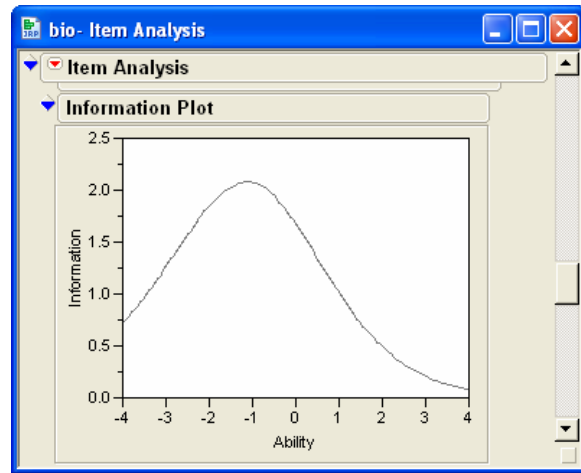 bio- Item Analysis
Item Analysis
Information Plot
2.5
2.0
1.5
1.0
0.5
0.0
Information
-4 -3 -2 -1 0 1 2 3 4
Ability